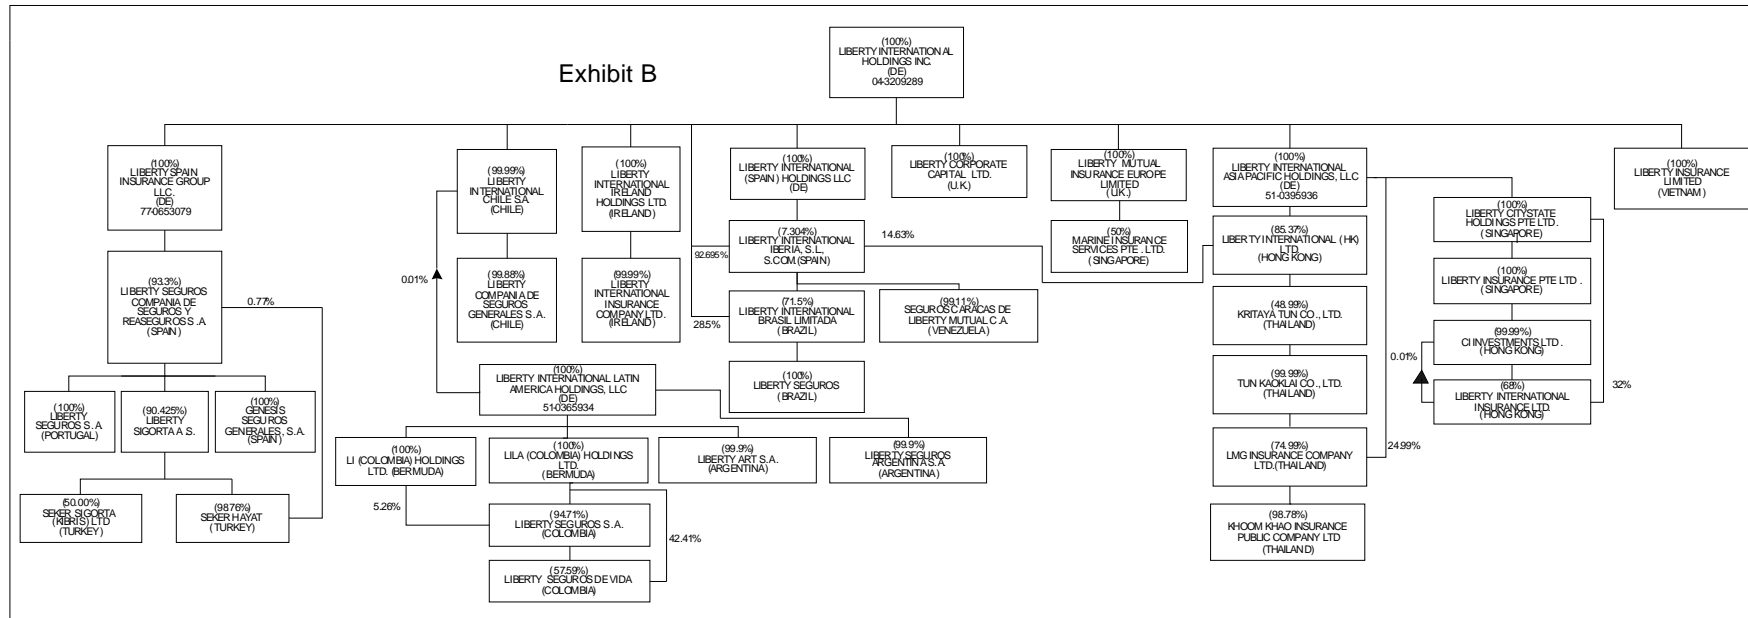 Exhibit B
(100%)
LIBERTY INTERNATIONAL
HOLDINGS INC.
(DE)
04-3209289
(100%)
LIBERTY SPAIN
INSURANCE GROUP
LLC.
(DE)
77-0653079
(93.3%)
LIBERTY SEGUROS
COMPANIA DE
SEGUROS Y
REASEGUROS S .A
(SPAIN)
0.77%
(100%)
LIBERTY
SEGUROS S. A
(PORTUGAL)
(90.425%)
LIBERTY
SIGORTA A .S.
(100%)
GENESIS
SEGUROS
GENERALES, S.A.
(SPAIN)
(50.00%)
SEKER SIGORTA
(KIBRIS) LTD
(TURKEY)
(98.76%)
SEKER HAYAT
(TURKEY)
(99.99%)
LIBERTY
INTERNATIONAL
CHILE S.A.
(CHILE)
0.01%
(99.88%)
LIBERTY
COMPANIA DE
SEGUROS
GENERALES S. A.
(CHILE)
(100%)
LIBERTY
INTERNATIONAL
IRELAND
HOLDINGS LTD.
(IRELAND)
(99.99%)
LIBERTY
INTERNATIONAL
INSURANCE
COMPANY LTD.
(IRELAND)
(100%)
LIBERTY INTERNATIONAL LATIN
AMERICA HOLDINGS, LLC
(DE)
51-0365934
(100%)
LI (COLOMBIA) HOLDINGS
LTD. (BERMUDA)
(100%)
LILA (COLOMBIA) HOLDINGS
LTD.
(BERMUDA)
(99.9%)
LIBERTY ART S.A.
(ARGENTINA)
(99.9%)
LIBERTY SEGUROS
ARGENTINA S. A.
(ARGENTINA)
5.26%
(94.71%)
LIBERTY SEGUROS S .A.
(COLOMBIA)
42.41%
(57.59%)
LIBERTY SEGUROS DE VIDA
(COLOMBIA)
(100%)
LIBERTY INTERNATIONAL
(SPAIN) HOLDINGS LLC
(DE)
92.695%
(7.304%)
LIBERTY INTERNATIONAL
IBERIA, S.L.,
S.COM.(SPAIN)
14.63%
28.5%
(71.5%)
LIBERTY INTERNATIONAL
BRASIL LIMITADA
(BRAZIL)
(99.11%)
SEGUROS CARACAS DE
LIBERTY MUTUAL C .A.
(VENEZUELA)
(100%)
LIBERTY SEGUROS
(BRAZIL)
(100%)
LIBERTY CORPORATE
CAPITAL LTD.
(U.K.)
(100%)
LIBERTY MUTUAL
INSURANCE EUROPE
LIMITED
(U.K.)
(50%)
MARINE INSURANCE
SERVICES PTE . LTD.
(SINGAPORE)
(100%)
LIBERTY INTERNATIONAL
ASIA PACIFIC HOLDINGS, LLC
(DE)
51-0395936
(85.37%)
LIBERTY INTERNATIONAL (HK)
LTD.
(HONG KONG)
(48.99%)
KRITAYA TUN CO., LTD.
(THAILAND)
(99.99%)
TUN KAOKLAI CO., LTD.
(THAILAND)
(74.99%)
LMG INSURANCE COMPANY
LTD.(THAILAND)
24.99%
(98.78%)
KHOOM KHAO INSURANCE
PUBLIC COMPANY LTD
(THAILAND)
(100%)
LIBERTY CITYSTATE
HOLDINGS PTE LTD.
(SINGAPORE)
(100%)
LIBERTY INSURANCE PTE LTD .
(SINGAPORE)
(99.99%)
CI INVESTMENTS LTD .
(HONG KONG)
0.01%
32%
(68%)
LIBERTY INTERNATIONAL
INSURANCE LTD.
(HONG KONG)
(100%)
LIBERTY INSURANCE
LIMITED
(VIETNAM)